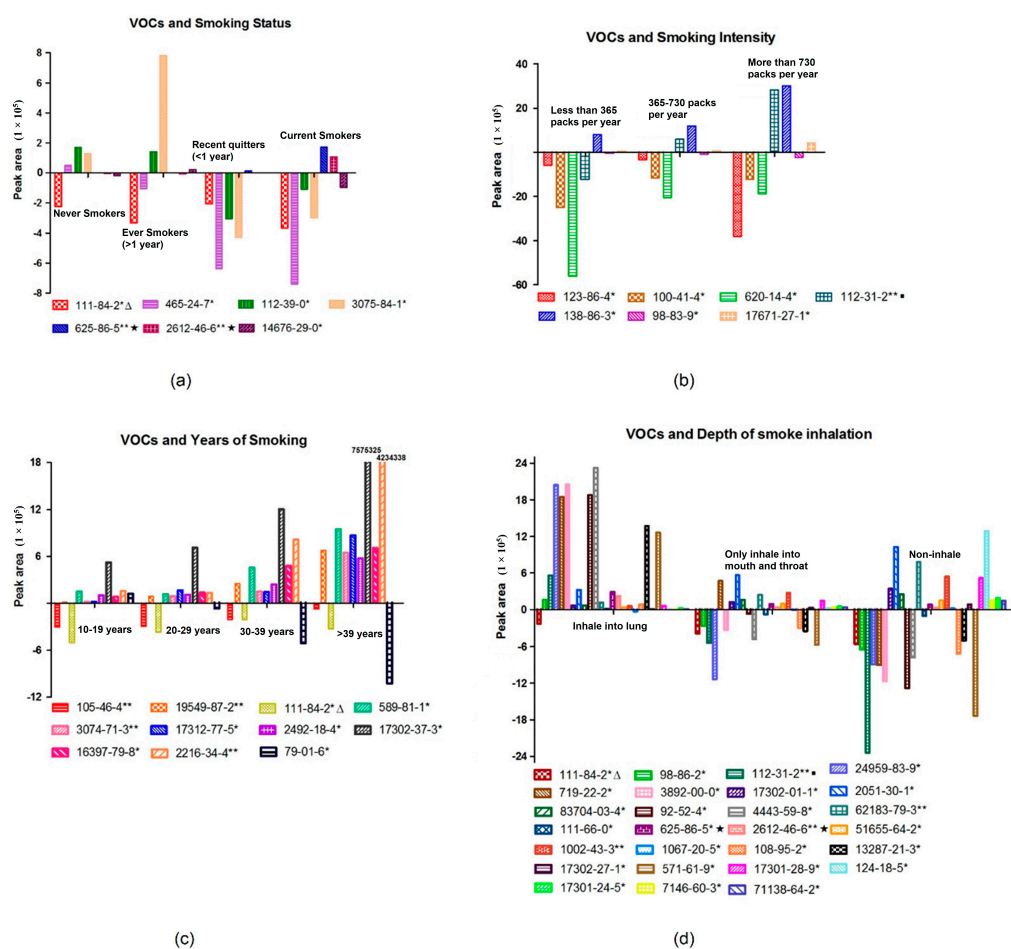 VOCs and Smoking Status
Peak area (1 × 10⁵)
8
6
4
2
0
-2
-4
-6
-8
Never Smokers
Ever Smokers
(>1 year)
Recent quitters
(<1 year)
Current Smokers
111-84-2*Δ 465-24-7* 112-39-0* 3075-84-1*
625-86-5**★ 2612-46-6**★ 14676-29-0*
(a)
VOCs and Smoking Intensity
Peak area (1 × 10⁵)
40
20
0
-20
-40
-60
Less than 365
packs per year
365-730 packs
per year
More than 730
packs per year
123-86-4* 100-41-4* 620-14-4* 112-31-2**▪
138-86-3* 98-83-9* 17671-27-1*
(b)
VOCs and Years of Smoking
Peak area (1 × 10⁵)
18
12
6
0
-6
-12
7575325
4234338
10-19 years
20-29 years
30-39 years
>39 years
105-46-4** 19549-87-2** 111-84-2*Δ 589-81-1*
3074-71-3** 17312-77-5* 2492-18-4* 17302-37-3*
16397-79-8* 2216-34-4** 79-01-6*
(c)
VOCs and Depth of smoke inhalation
Peak area (1 × 10⁵)
24
18
12
6
0
-6
-12
-18
-24
Inhale into lung
Only inhale into
mouth and throat
Non-inhale
111-84-2*Δ 98-86-2* 112-31-2**▪ 24959-83-9*
719-22-2* 3892-00-0* 17302-01-1* 2051-30-1*
83704-03-4* 92-52-4* 4443-59-8* 62183-79-3**
111-66-0* 625-86-5*★ 2612-46-6**★ 51655-64-2*
1002-43-3** 1067-20-5* 108-95-2* 13287-21-3*
17302-27-1* 571-61-9* 17301-28-9* 124-18-5*
17301-24-5* 7146-60-3* 71138-64-2*
(d)